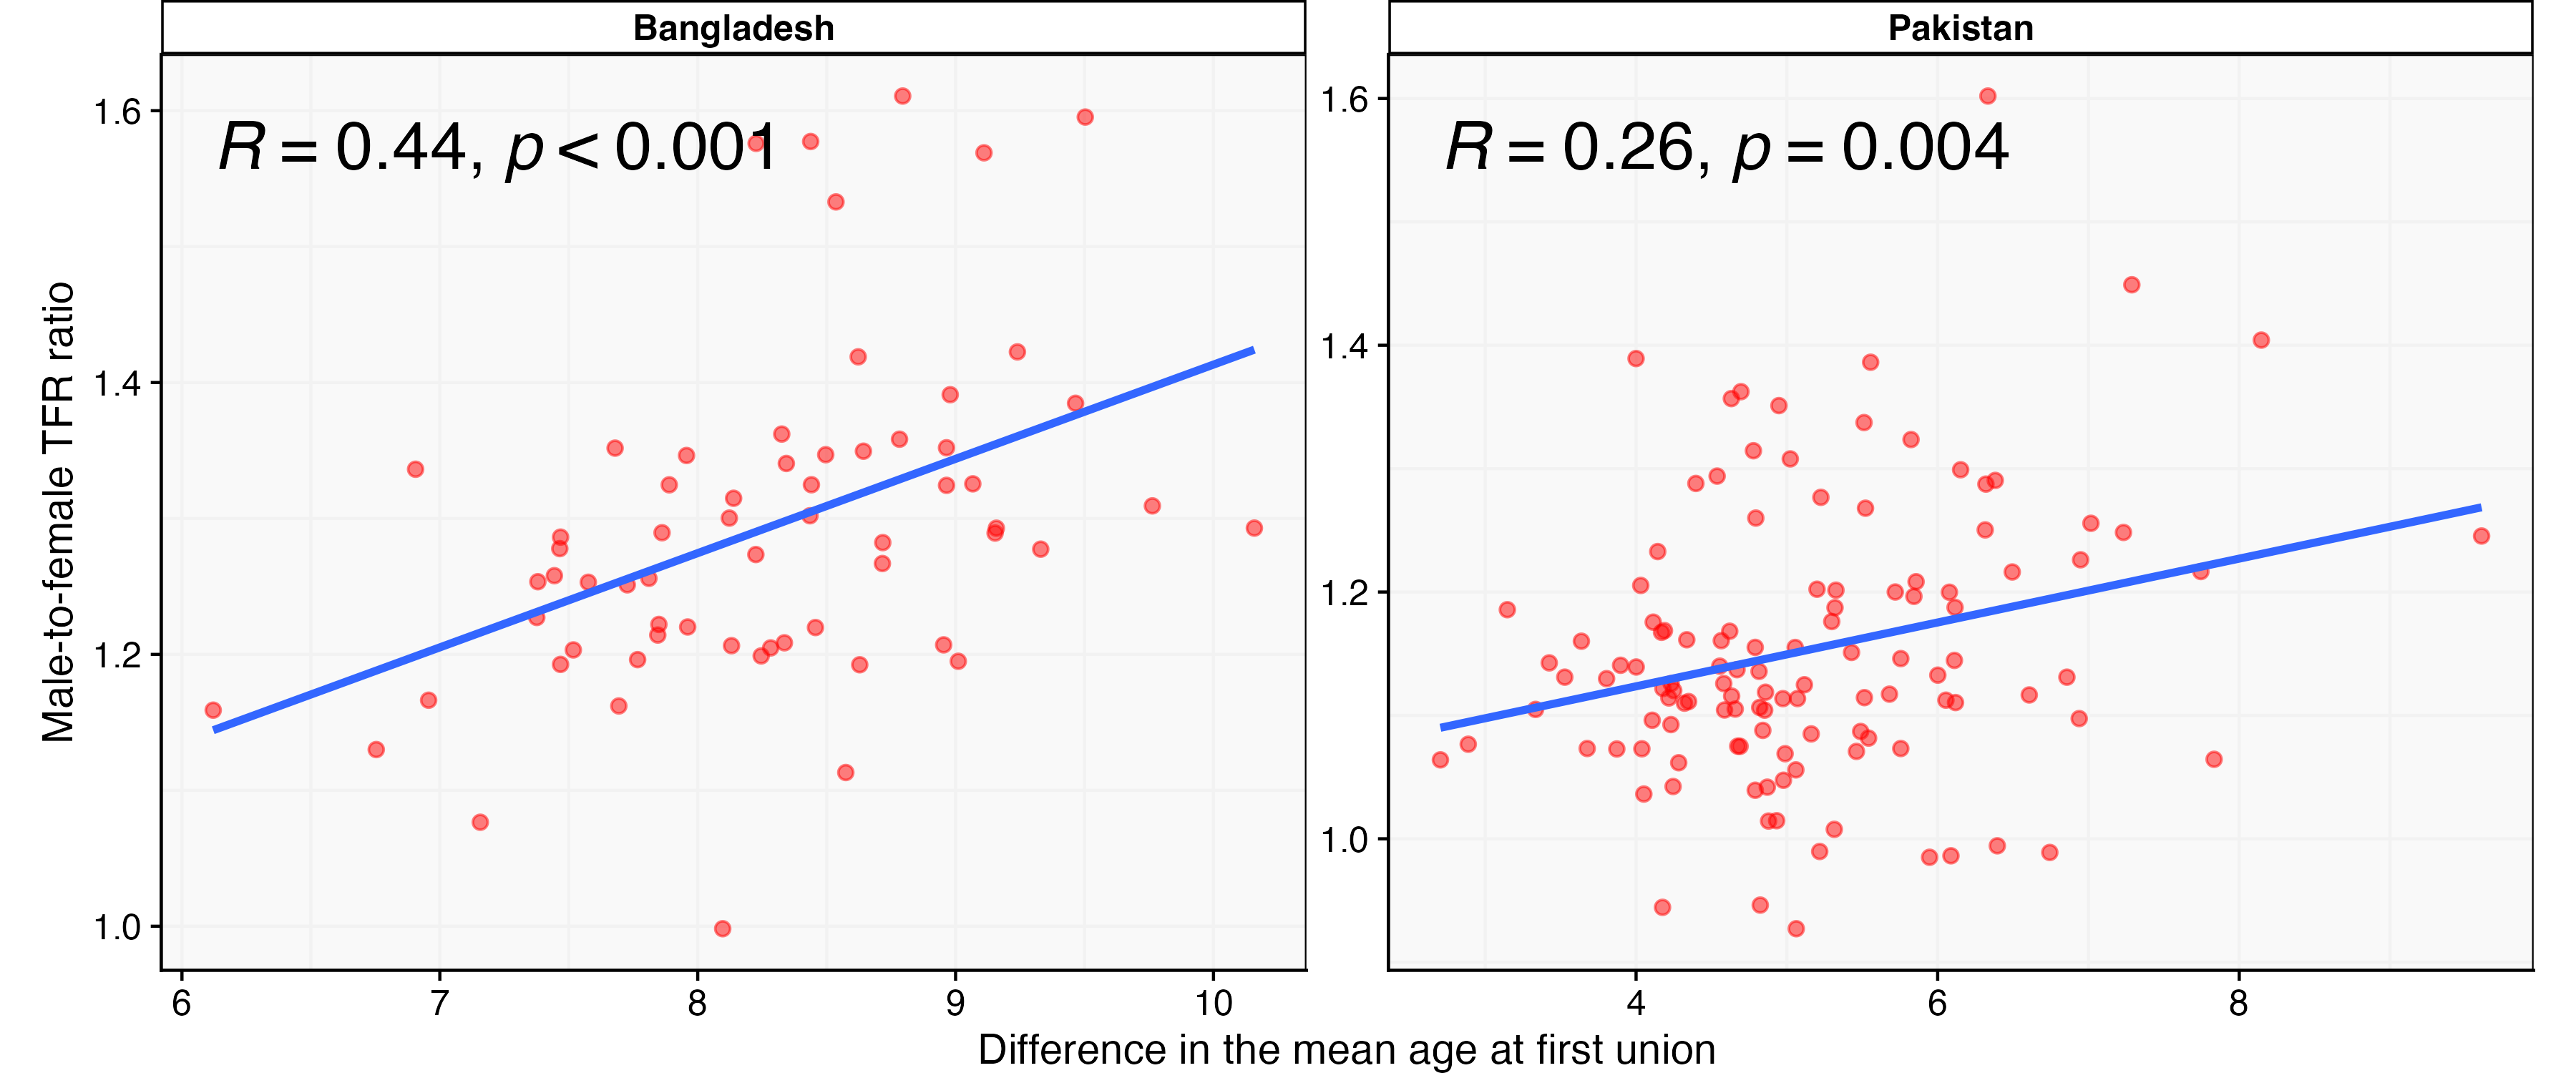 Bangladesh
Pakistan
R = 0.44, p < 0.001
R = 0.26, p = 0.004
Male-to-female TFR ratio
1.6
1.4
1.2
1.0
1.6
1.4
1.2
1.0
6 7 8 9 10
4 6 8
Difference in the mean age at first union